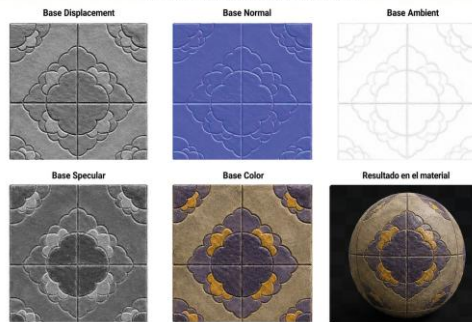 Base Displacement
Base Normal
Base Ambient
Base Specular
Base Color
Resultado en el material